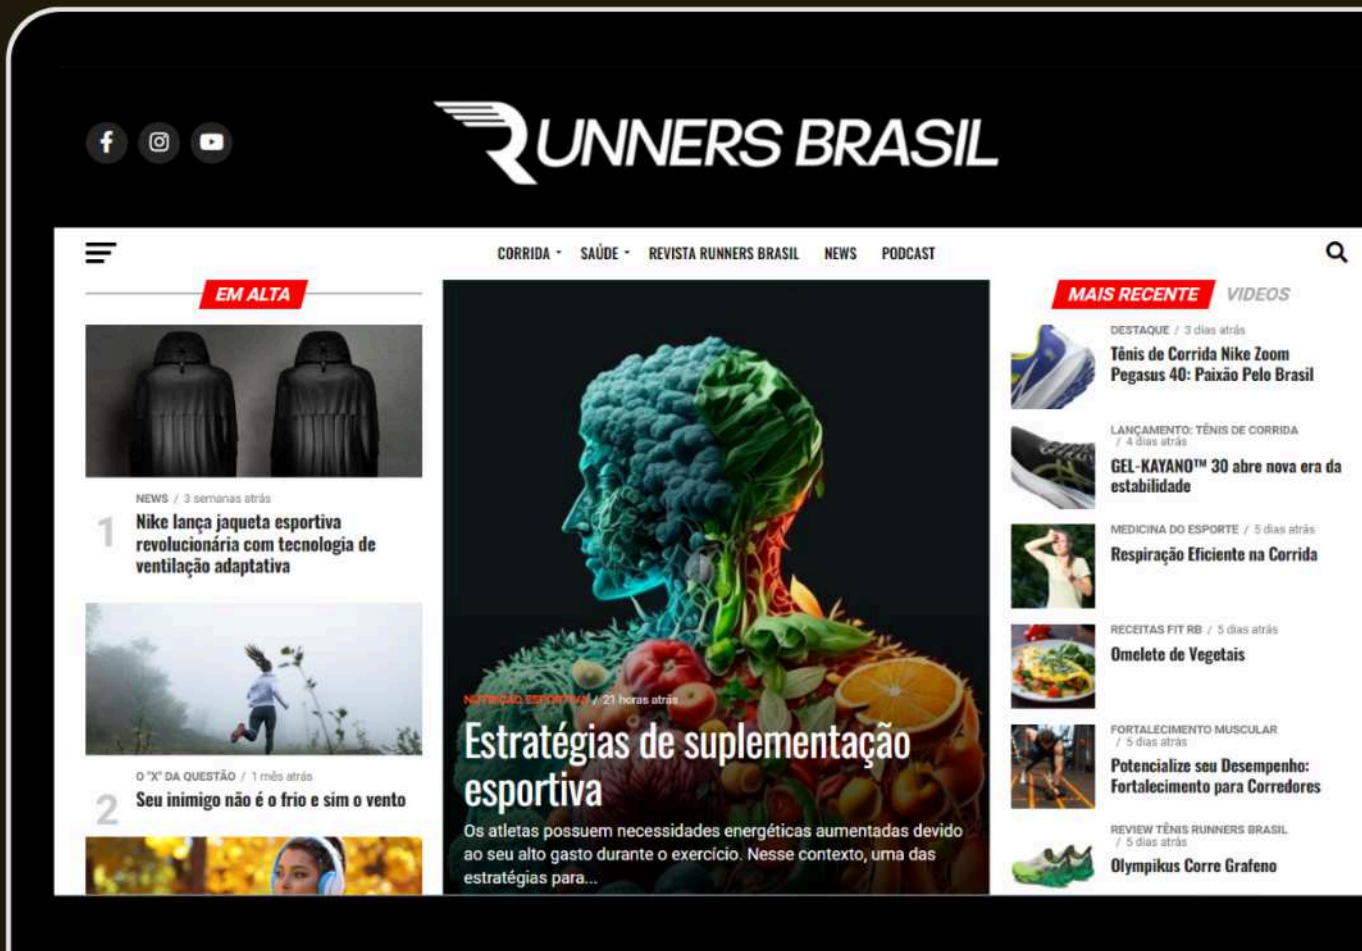 RUNNERS BRASIL
CORRIDA
SAÚDE
REVISTA RUNNERS BRASIL
NEWS
PODCAST
EM ALTA
NEWS / 3 semanas atrás
1
Nike lança jaqueta esportiva
revolucionária com tecnologia de
ventilação adaptativa
O "X" DA QUESTÃO / 1 mês atrás
2
Seu inimigo não é o frio e sim o vento
NUTRIÇÃO ESPORTIVA / 21 horas atrás
Estratégias de suplementação
esportiva
Os atletas possuem necessidades energéticas aumentadas devido
ao seu alto gasto durante o exercício. Nesse contexto, uma das
estratégias para...
MAIS RECENTE
VIDEOS
DESTAQUE / 3 dias atrás
Tênis de Corrida Nike Zoom
Pegasus 40: Paixão Pelo Brasil
LANÇAMENTO: TÊNIS DE CORRIDA
/ 4 dias atrás
GEL-KAYANO™ 30 abre nova era da
estabilidade
MEDICINA DO ESPORTE / 5 dias atrás
Respiração Eficiente na Corrida
RECEITAS FIT RB / 5 dias atrás
Omelete de Vegetais
FORTALECIMENTO MUSCULAR
/ 5 dias atrás
Potencialize seu Desempenho:
Fortalecimento para Corredores
REVIEW TÊNIS RUNNERS BRASIL
/ 5 dias atrás
Olympikus Corre Grafeno